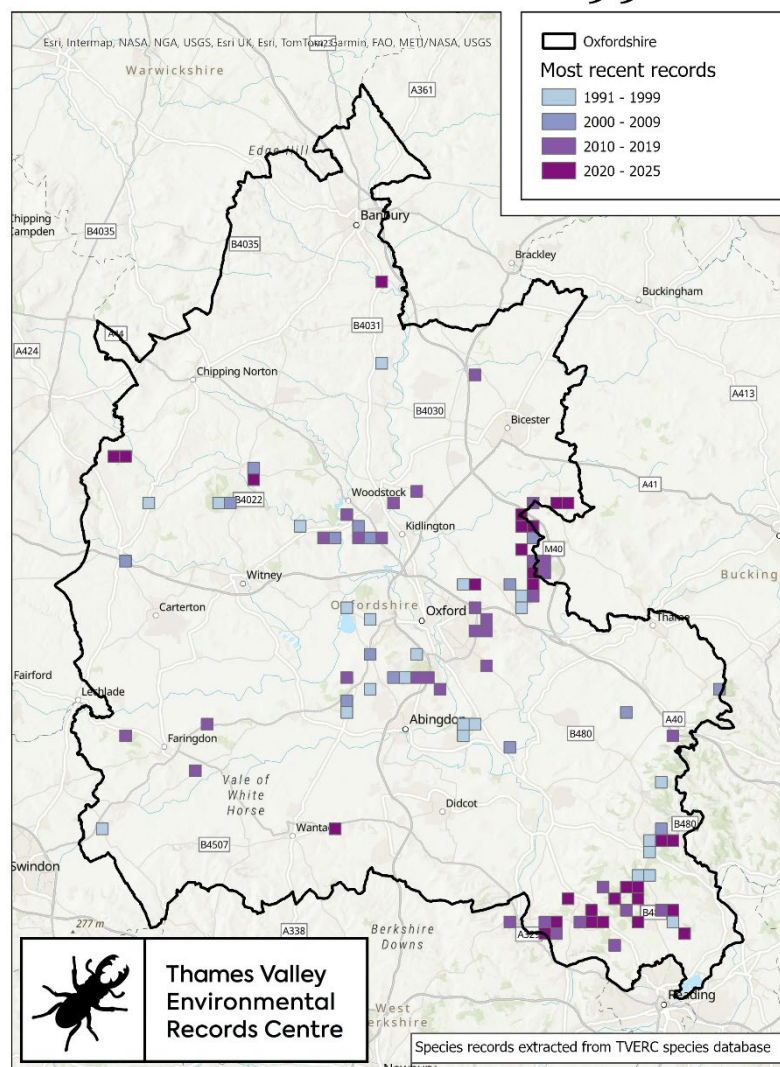 Esri, Intermap, NASA, NGA, USGS, Esri UK, Esri, TomTom, Garmin, FAO, METI/NASA, USGS
Oxfordshire
Most recent records
1991 - 1999
2000 - 2009
2010 - 2019
2020 - 2025
Warwickshire
A361
Edge Hill
Banbury
Chipping
Campden
B4035
B4035
Brackley
Buckingham
B4031
A44
A424
Chipping Norton
A413
B4030
Bicester
A41
B4022
Woodstock
Kidlington
M40
Bucking
Witney
Carterton
Oxfordshire
Oxford
Thame
Fairford
Lechlade
A40
Abingdon
B480
Faringdon
Vale of
White
Horse
Didcot
Wantage
B480
B4507
Swindon
277 m
A338
Berkshire
Downs
Thames Valley
Environmental
Records Centre
West
erkshire
Reading
Species records extracted from TVERC species database